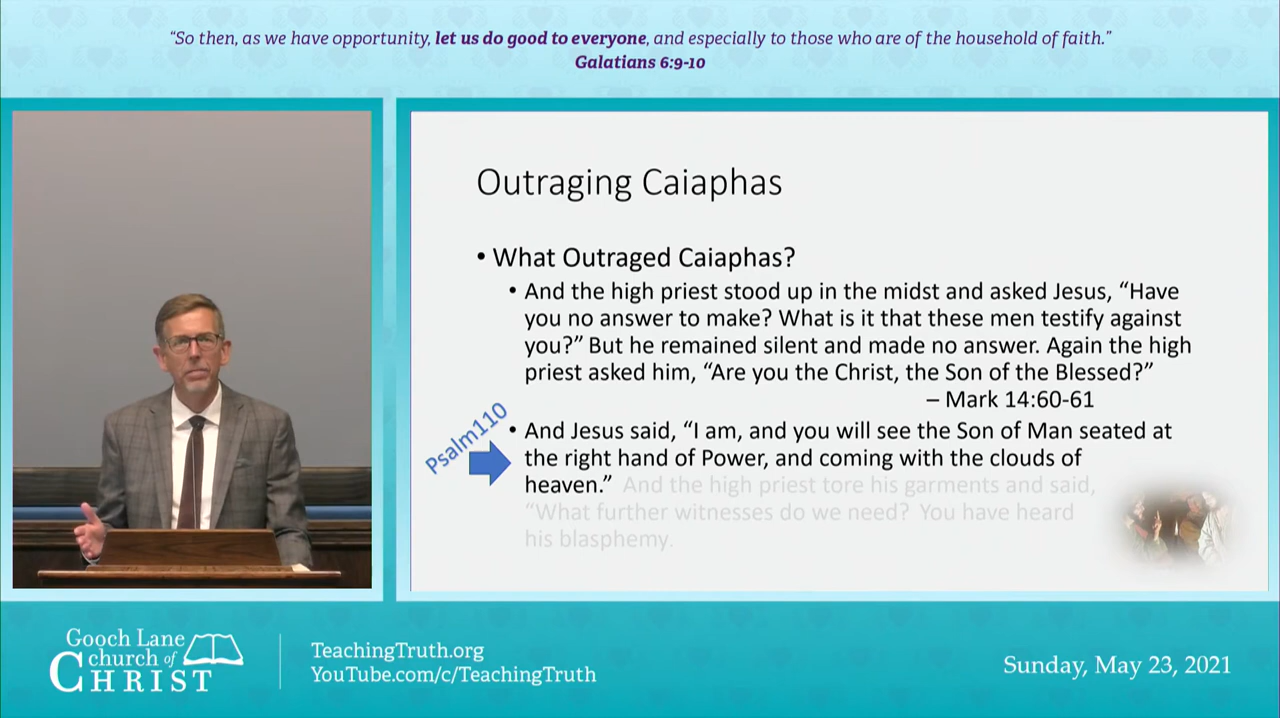 “So then, as we have opportunity, let us do good to everyone, and especially to those who are of the household of faith.”
Galatians 6:9-10
Outraging Caiaphas
• What Outraged Caiaphas?
• And the high priest stood up in the midst and asked Jesus, “Have
you no answer to make? What is it that these men testify against
you?” But he remained silent and made no answer. Again the high
priest asked him, “Are you the Christ, the Son of the Blessed?”
– Mark 14:60-61
Psalm110
• And Jesus said, “I am, and you will see the Son of Man seated at
the right hand of Power, and coming with the clouds of
heaven.” And the high priest tore his garments and said,
“What further witnesses do we need? You have heard
his blasphemy.
Gooch Lane
church of
CHRIST
TeachingTruth.org
YouTube.com/c/TeachingTruth
Sunday, May 23, 2021